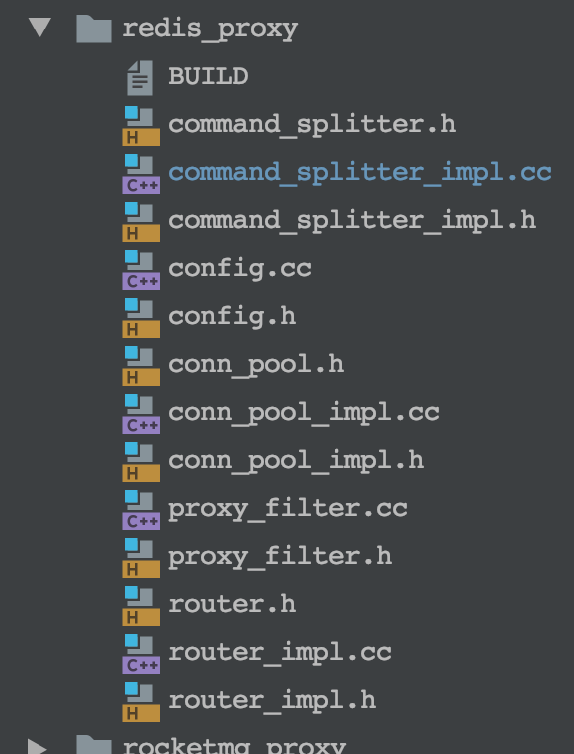 redis_proxy
BUILD
H command_splitter.h
C++ command_splitter_impl.cc
H command_splitter_impl.h
C++ config.cc
H config.h
H conn_pool.h
C++ conn_pool_impl.cc
H conn_pool_impl.h
C++ proxy_filter.cc
H proxy_filter.h
H router.h
C++ router_impl.cc
H router_impl.h
rocketmq_proxy